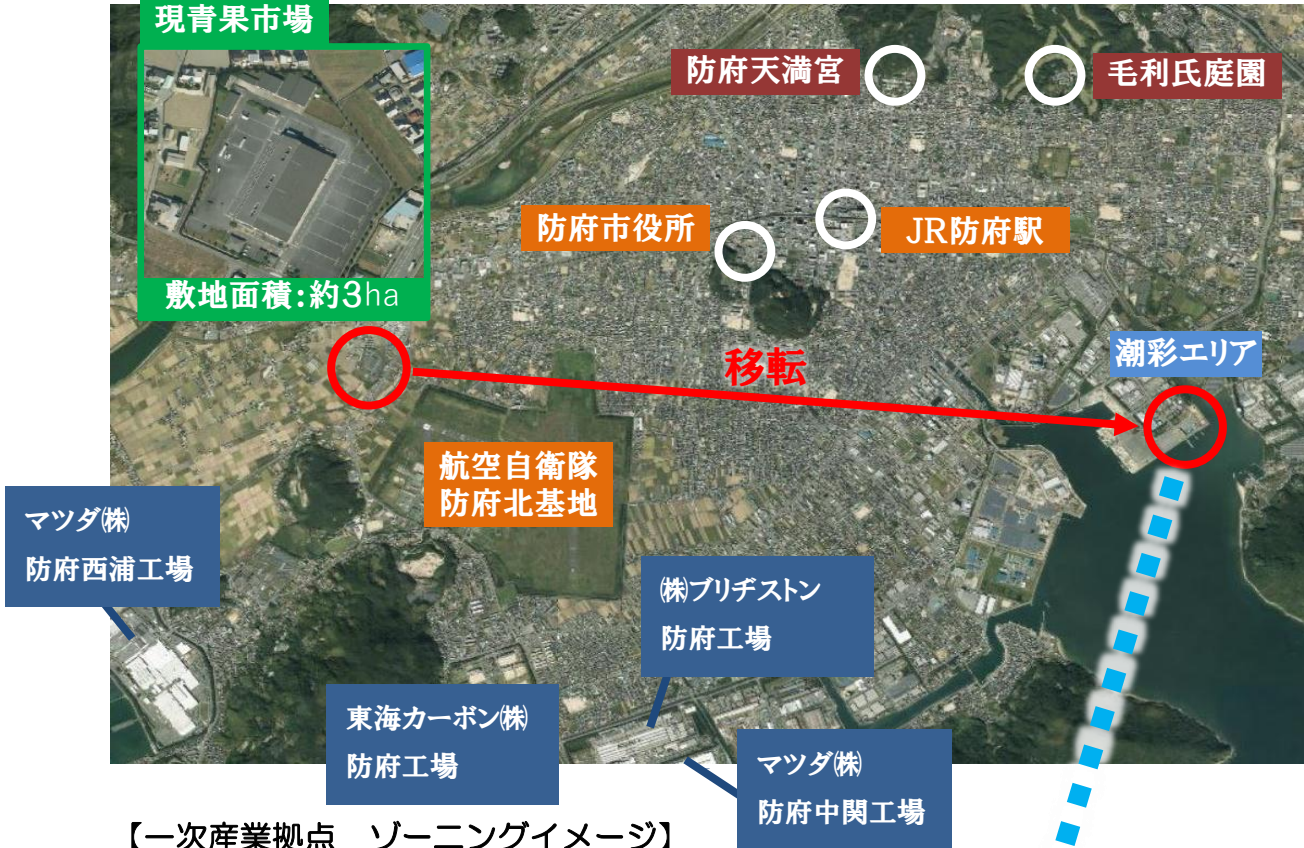 現青果市場
敷地面積:約3ha
防府天満宮
毛利氏庭園
防府市役所
JR防府駅
移転
潮彩エリア
航空自衛隊
防府北基地
マツダ㈱
防府西浦工場
㈱ブリヂストン
防府工場
東海カーボン㈱
防府工場
マツダ㈱
防府中関工場
【一次産業拠点 ゾーニングイメージ】